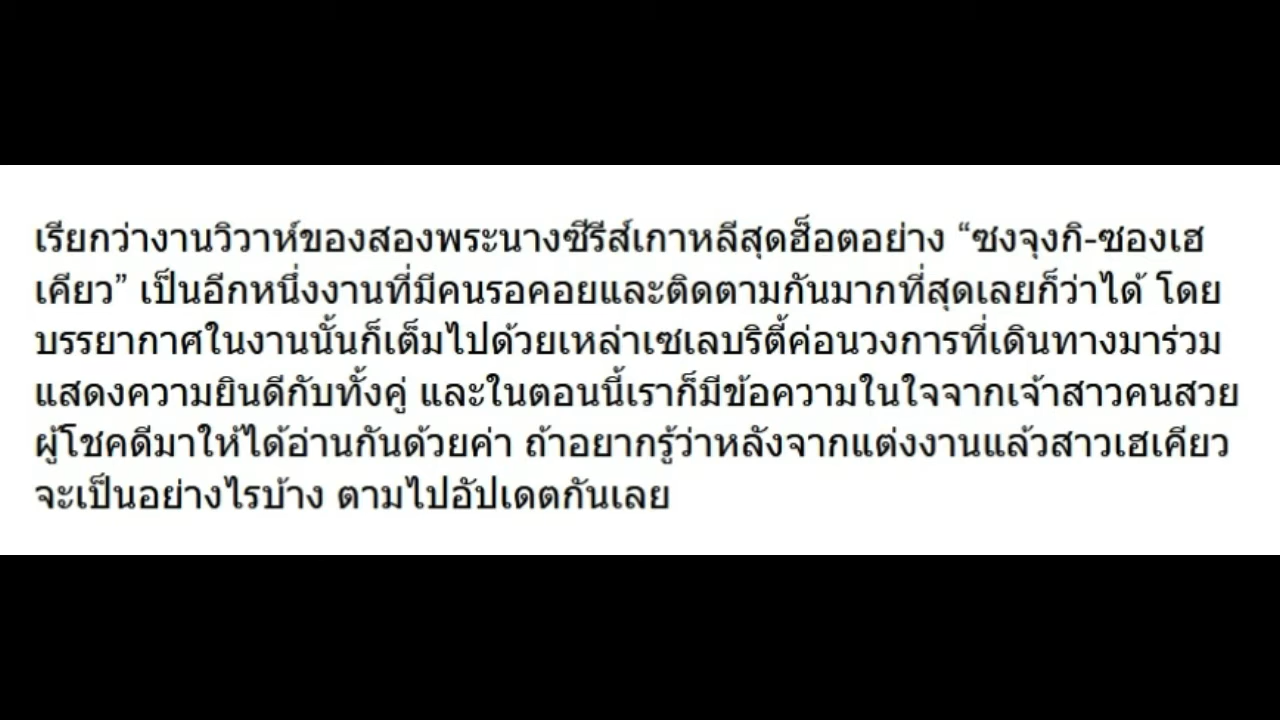 เรียกว่างานวิวาห์ของสองพระนางซีรีส์เกาหลีสุดฮ็อตอย่าง “ซงจุงกิ-ซองเฮ
เคียว” เป็นอีกหนึ่งงานที่มีคนรอคอยและติดตามกันมากที่สุดเลยก็ว่าได้ โดย
บรรยากาศในงานนั้นก็เต็มไปด้วยเหล่าเซเลบริตี้ค่อนวงการที่เดินทางมาร่วม
แสดงความยินดีกับทั้งคู่ และในตอนนี้เราก็มีข้อความในใจจากเจ้าสาวคนสวย
ผู้โชคดีมาให้ได้อ่านกันด้วยค่า ถ้าอยากรู้ว่าหลังจากแต่งงานแล้วสาวเฮเคียว
จะเป็นอย่างไรบ้าง ตามไปอัปเดตกันเลย